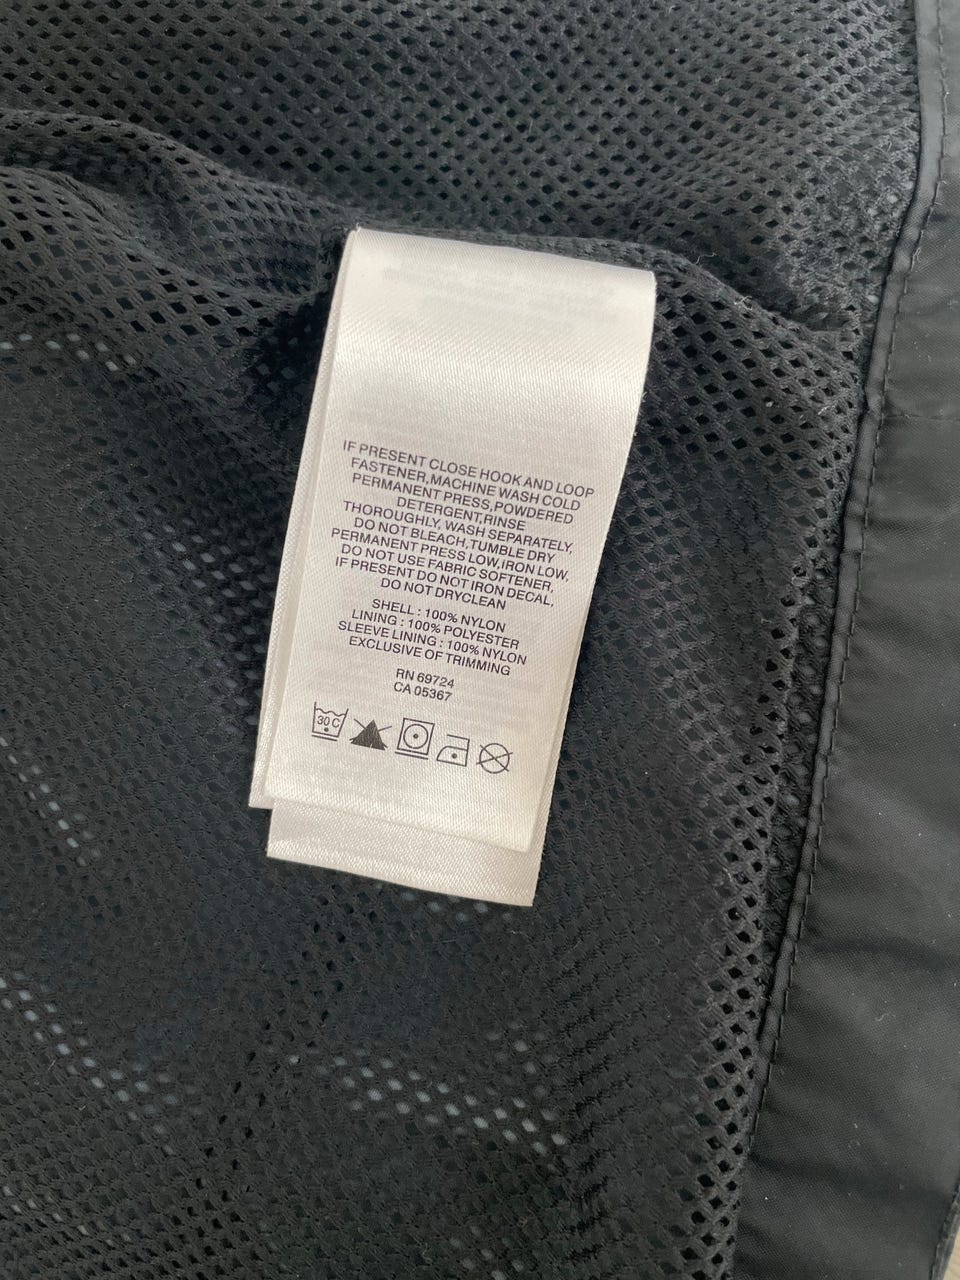 IF PRESENT CLOSE HOOK AND LOOP
FASTENER,MACHINE WASH COLD
PERMANENT PRESS,POWDERED
DETERGENT,RINSE
THOROUGHLY, WASH SEPARATELY,
DO NOT BLEACH,TUMBLE DRY
PERMANENT PRESS LOW,IRON LOW,
DO NOT USE FABRIC SOFTENER,
IF PRESENT DO NOT IRON DECAL,
DO NOT DRYCLEAN
SHELL : 100% NYLON
LINING : 100% POLYESTER
SLEEVE LINING : 100% NYLON
EXCLUSIVE OF TRIMMING
RN 69724
CA 05367
30 C